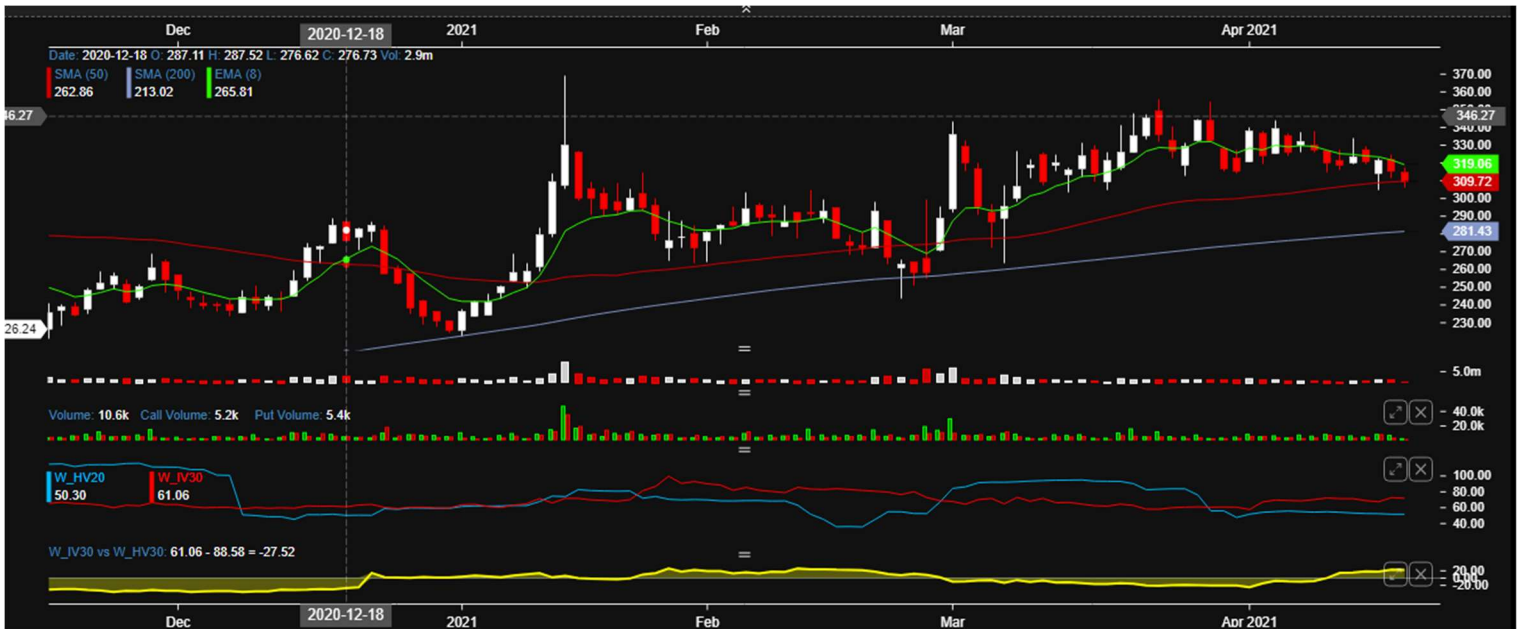 Dec 2020-12-18 2021 Feb Mar Apr 2021
Date: 2020-12-18 O: 287.11 H: 287.52 L: 276.62 C: 276.73 Vol: 2.9m
SMA (50) SMA (200) EMA (8)
262.86 213.02 265.81
370.00
360.00
46.27 346.27
340.00
330.00
319.06
309.72
300.00
290.00
281.43
270.00
260.00
250.00
240.00
26.24 230.00
5.0m
Volume: 10.6k Call Volume: 5.2k Put Volume: 5.4k 40.0k
20.0k
W_HV20 W_IV30 100.00
50.30 61.06 80.00
60.00
40.00
W_IV30 vs W_HV30: 61.06 - 88.58 = -27.52
20.00
0.00
-20.00
Dec 2020-12-18 2021 Feb Mar Apr 2021